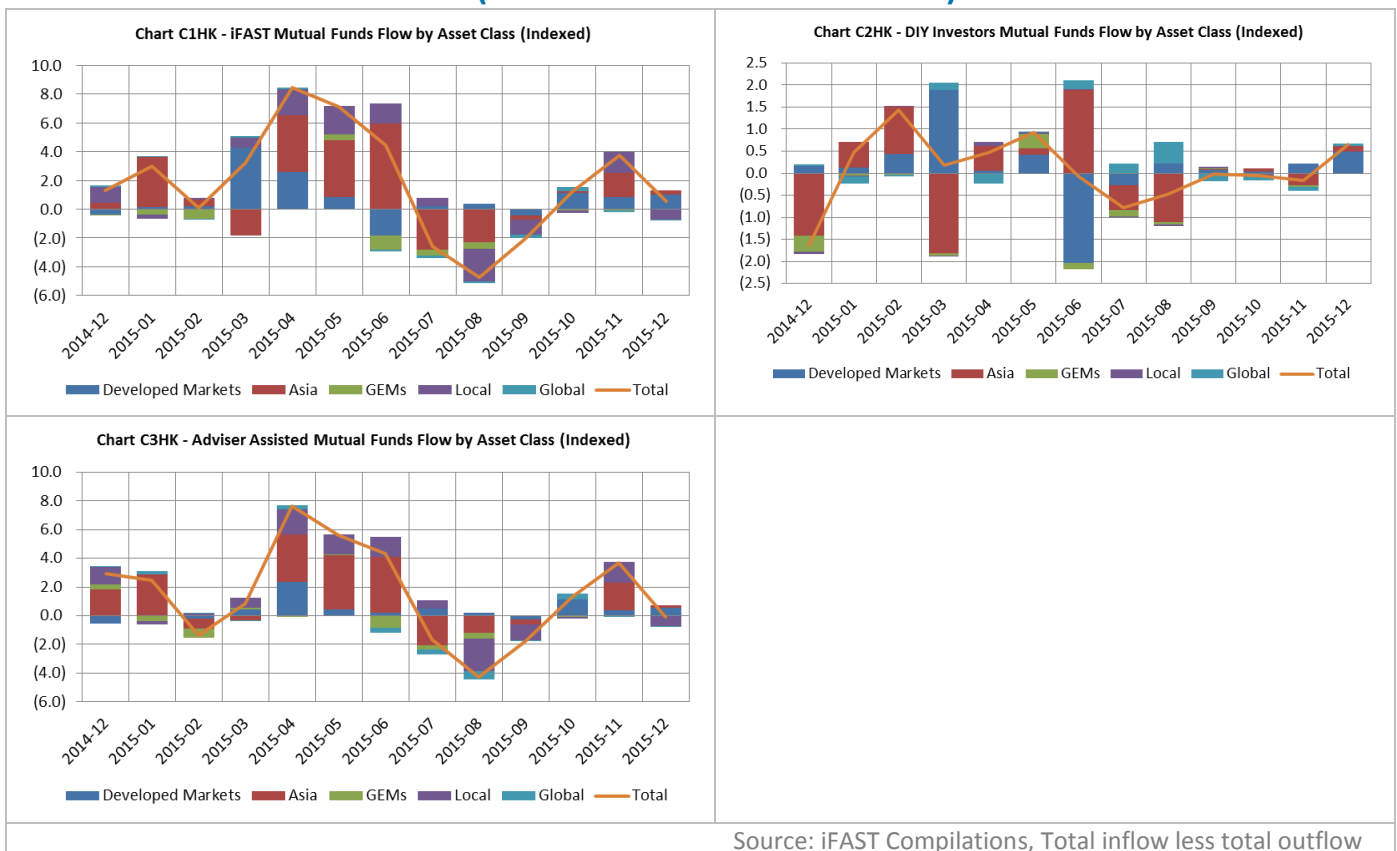 Chart C1HK - iFAST Mutual Funds Flow by Asset Class (Indexed)
10.0
8.0
6.0
4.0
2.0
0.0
(2.0)
(4.0)
(6.0)
2014-12 2015-01 2015-02 2015-03 2015-04 2015-05 2015-06 2015-07 2015-08 2015-09 2015-10 2015-11 2015-12
Developed Markets Asia GEMs Local Global Total
Chart C2HK - DIY Investors Mutual Funds Flow by Asset Class (Indexed)
2.5
2.0
1.5
1.0
0.5
0.0
(0.5)
(1.0)
(1.5)
(2.0)
(2.5)
2014-12 2015-01 2015-02 2015-03 2015-04 2015-05 2015-06 2015-07 2015-08 2015-09 2015-10 2015-11 2015-12
Developed Markets Asia GEMs Local Global Total
Chart C3HK - Adviser Assisted Mutual Funds Flow by Asset Class (Indexed)
10.0
8.0
6.0
4.0
2.0
0.0
(2.0)
(4.0)
(6.0)
2014-12 2015-01 2015-02 2015-03 2015-04 2015-05 2015-06 2015-07 2015-08 2015-09 2015-10 2015-11 2015-12
Developed Markets Asia GEMs Local Global Total
Source: iFAST Compilations, Total inflow less total outflow